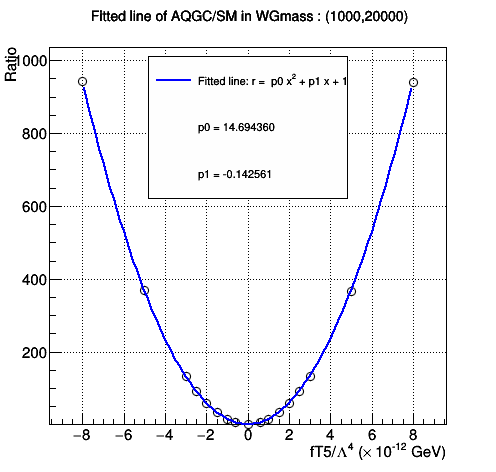 FItted line of AQGC/SM in WGmass : (1000,20000)
Ratio
1000
800
600
400
200
Fitted line: r = p0 x² + p1 x + 1
p0 = 14.694360
p1 = -0.142561
−8 −6 −4 −2 0 2 4 6 8
fT5/Λ⁴ (× 10⁻¹² GeV)